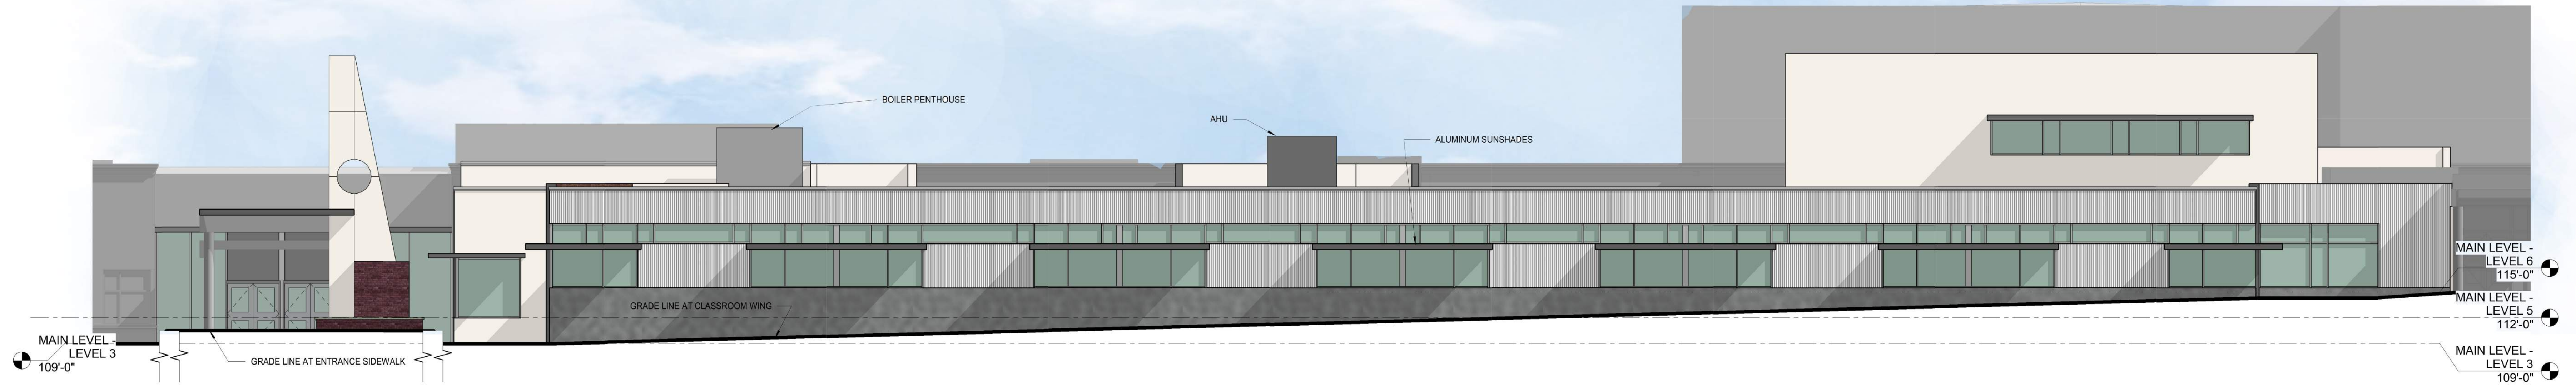 BOILER PENTHOUSE
AHU
ALUMINUM SUNSHADES
MAIN LEVEL -
LEVEL 6
115'-0"
GRADE LINE AT CLASSROOM WING
MAIN LEVEL -
LEVEL 5
112'-0"
MAIN LEVEL -
LEVEL 3
109'-0"
GRADE LINE AT ENTRANCE SIDEWALK
MAIN LEVEL -
LEVEL 3
109'-0"